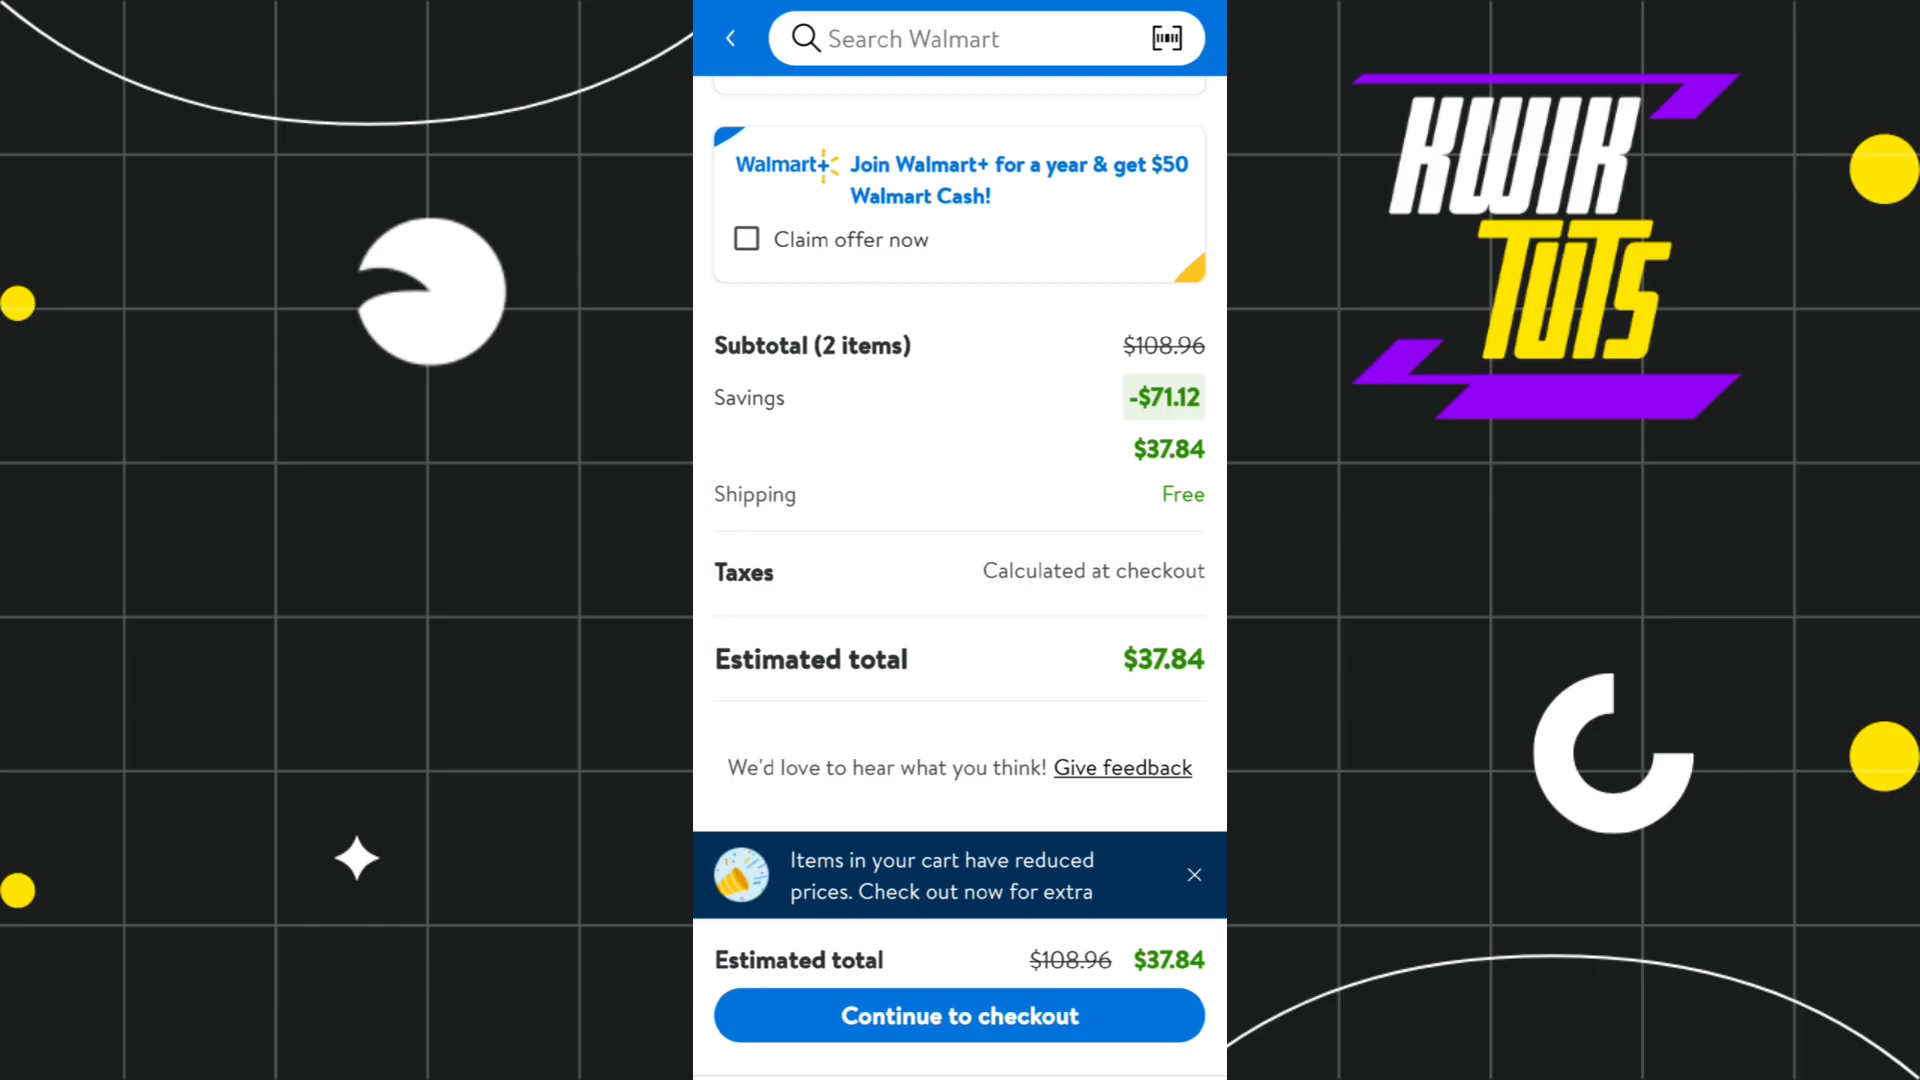 Search Walmart
Walmart+ Join Walmart+ for a year & get $50
Walmart Cash!
Claim offer now
Subtotal (2 items) $108.96
Savings -$71.12
$37.84
Shipping Free
Taxes Calculated at checkout
Estimated total $37.84
We'd love to hear what you think! Give feedback
Items in your cart have reduced
prices. Check out now for extra
Estimated total $108.96 $37.84
Continue to checkout
KWIK
TUTS